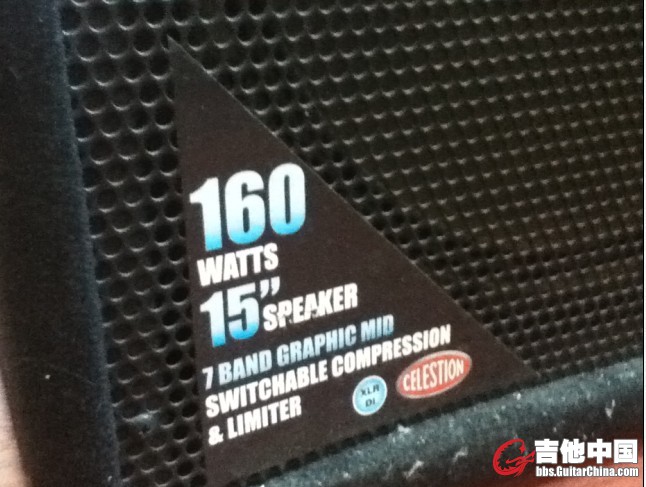 160
WATTS
15” SPEAKER
7 BAND GRAPHIC MID
SWITCHABLE COMPRESSION
& LIMITER
XLR
DI
CELESTION
吉他中国
bbs.GuitarChina.com